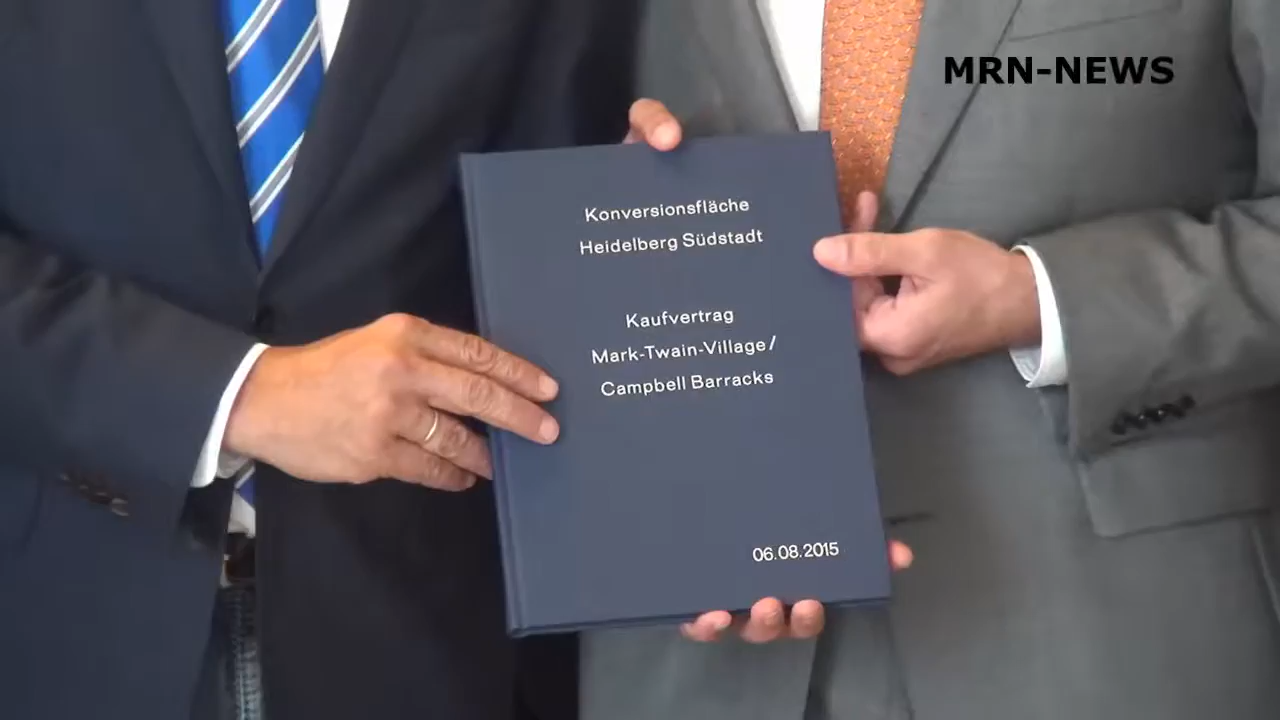 MRN-NEWS
Konversionsfläche
Heidelberg Südstadt
Kaufvertrag
Mark-Twain-Village/
Campbell Barracks
06.08.2015